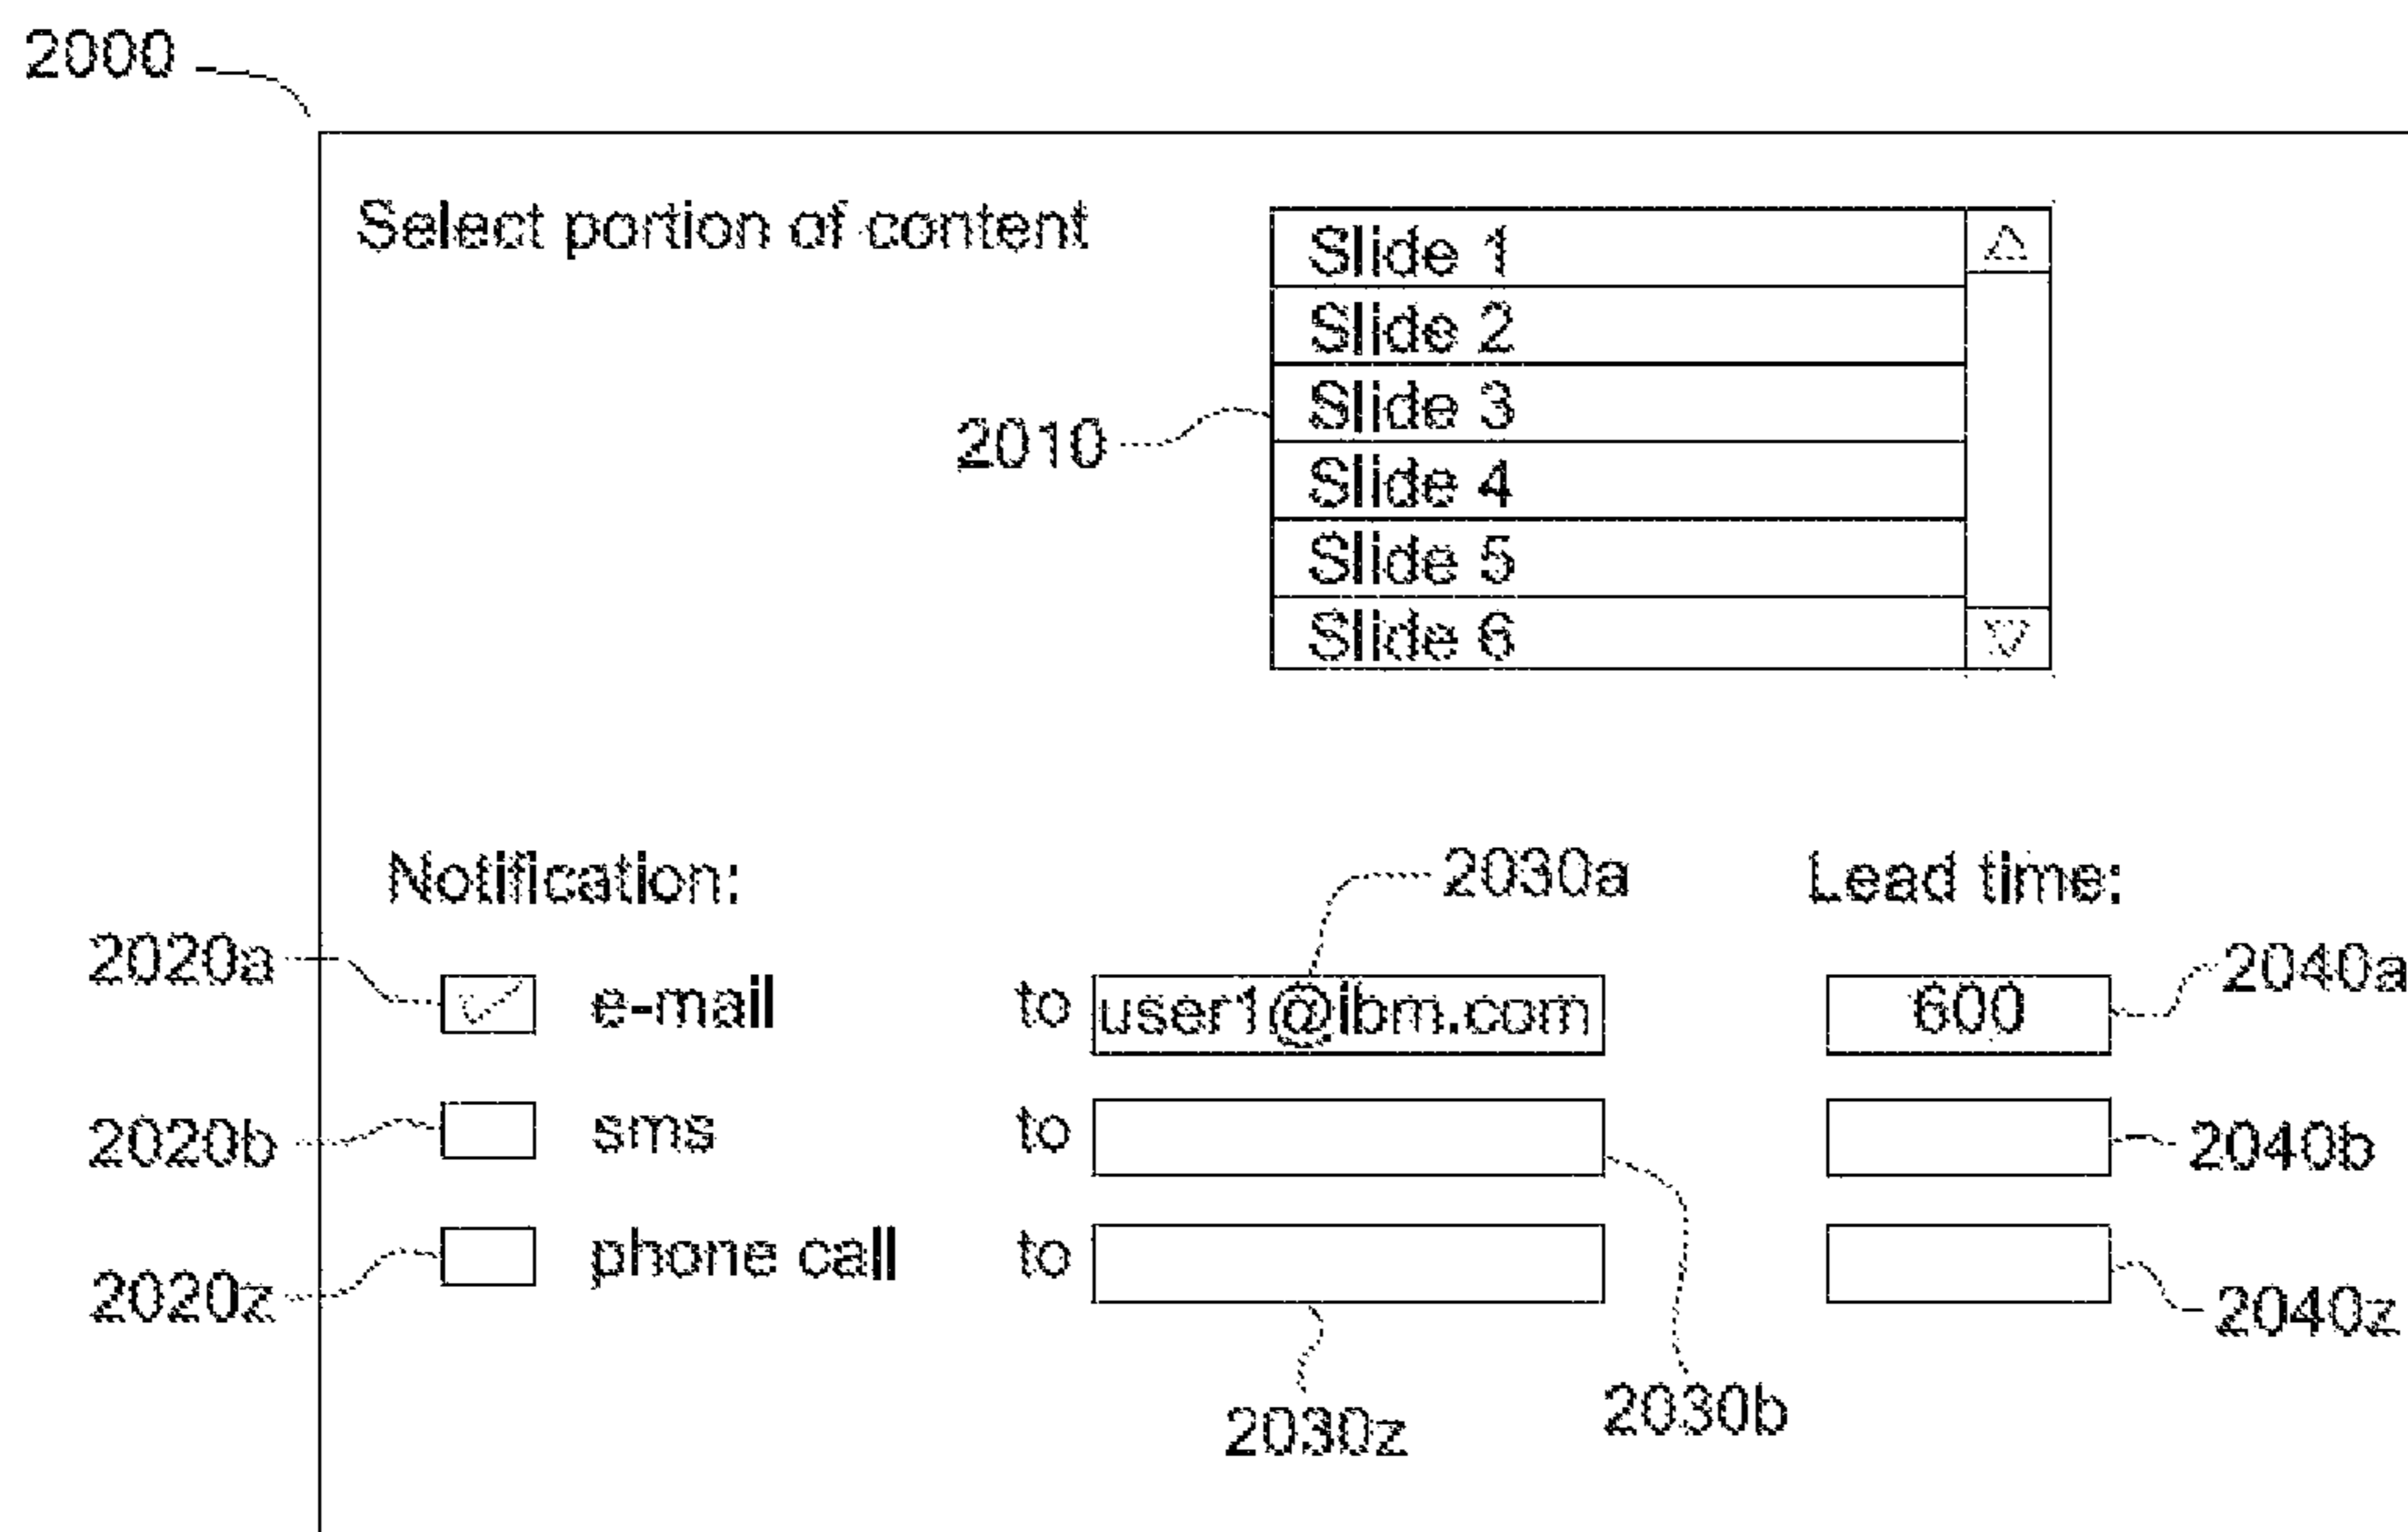 2000
Select portion of content
Slide 1
Slide 2
Slide 3
2010
Slide 4
Slide 5
Slide 6
Notification:
2030a
Lead time:
2020a
e-mail
to
user1@ibm.com
600
2040a
2020b
sms
to
2040b
2020z
phone call
to
2040z
2030z
2030b